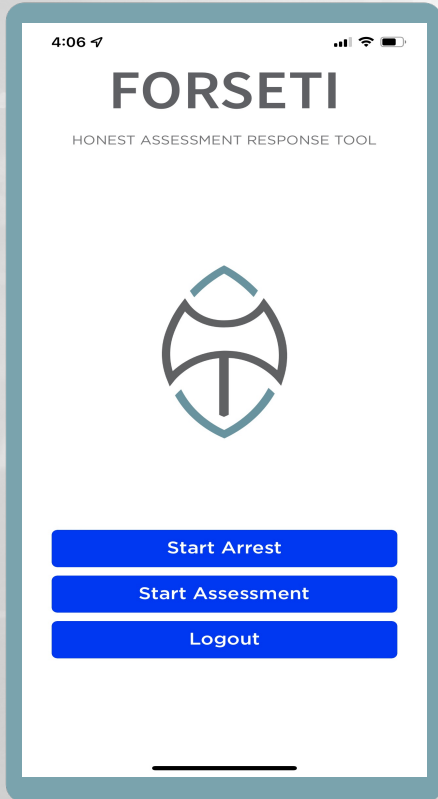 4:06
FORSETI
HONEST ASSESSMENT RESPONSE TOOL
Start Arrest
Start Assessment
Logout